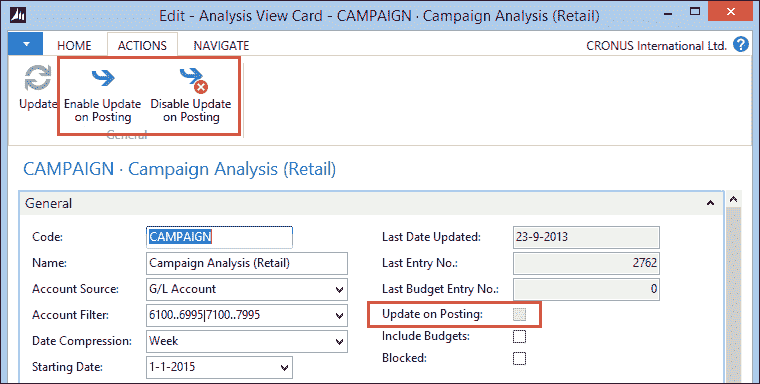 Edit - Analysis View Card - CAMPAIGN · Campaign Analysis (Retail)
HOME ACTIONS NAVIGATE CRONUS International Ltd.
Update Enable Update on Posting Disable Update on Posting
General
CAMPAIGN · Campaign Analysis (Retail)
General
Code: CAMPAIGN Last Date Updated: 23-9-2013
Name: Campaign Analysis (Retail) Last Entry No.: 2762
Account Source: G/L Account Last Budget Entry No.: 0
Account Filter: 6100..6995|7100..7995 Update on Posting:
Date Compression: Week Include Budgets:
Starting Date: 1-1-2015 Blocked: